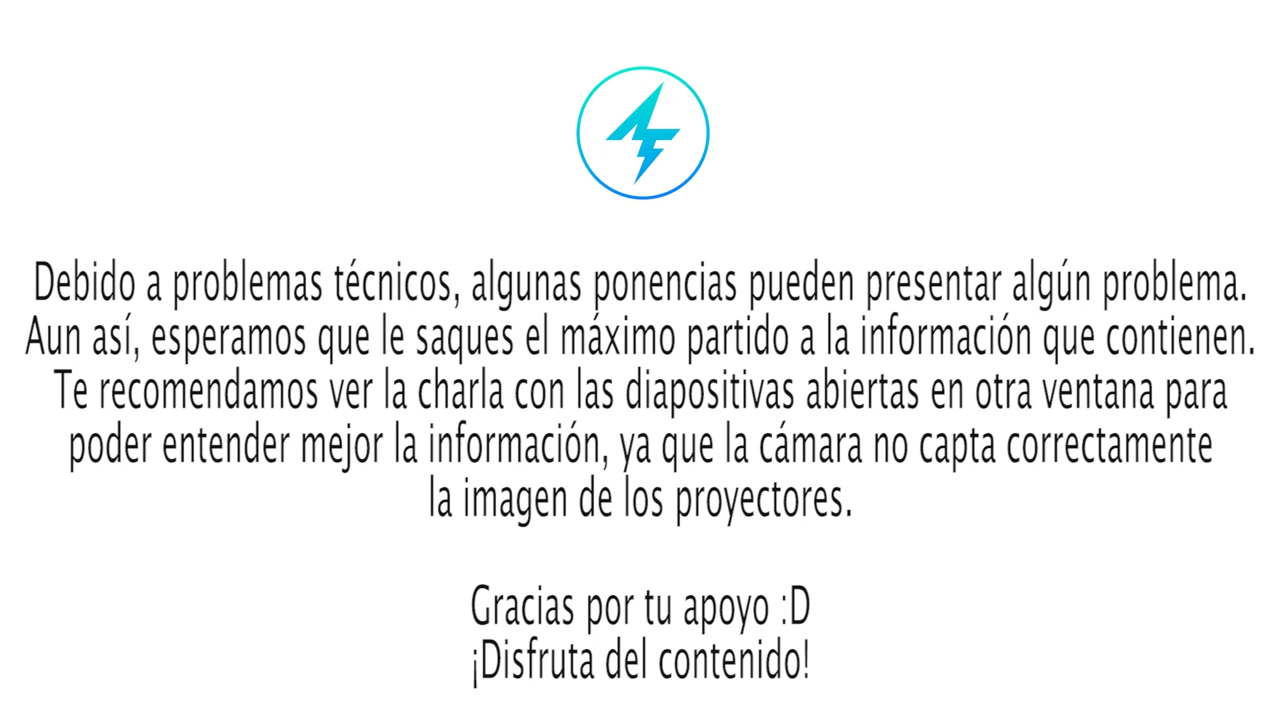 Debido a problemas técnicos, algunas ponencias pueden presentar algún problema.
Aun así, esperamos que le saques el máximo partido a la información que contienen.
Te recomendamos ver la charla con las diapositivas abiertas en otra ventana para
poder entender mejor la información, ya que la cámara no capta correctamente
la imagen de los proyectores.
Gracias por tu apoyo :D
¡Disfruta del contenido!